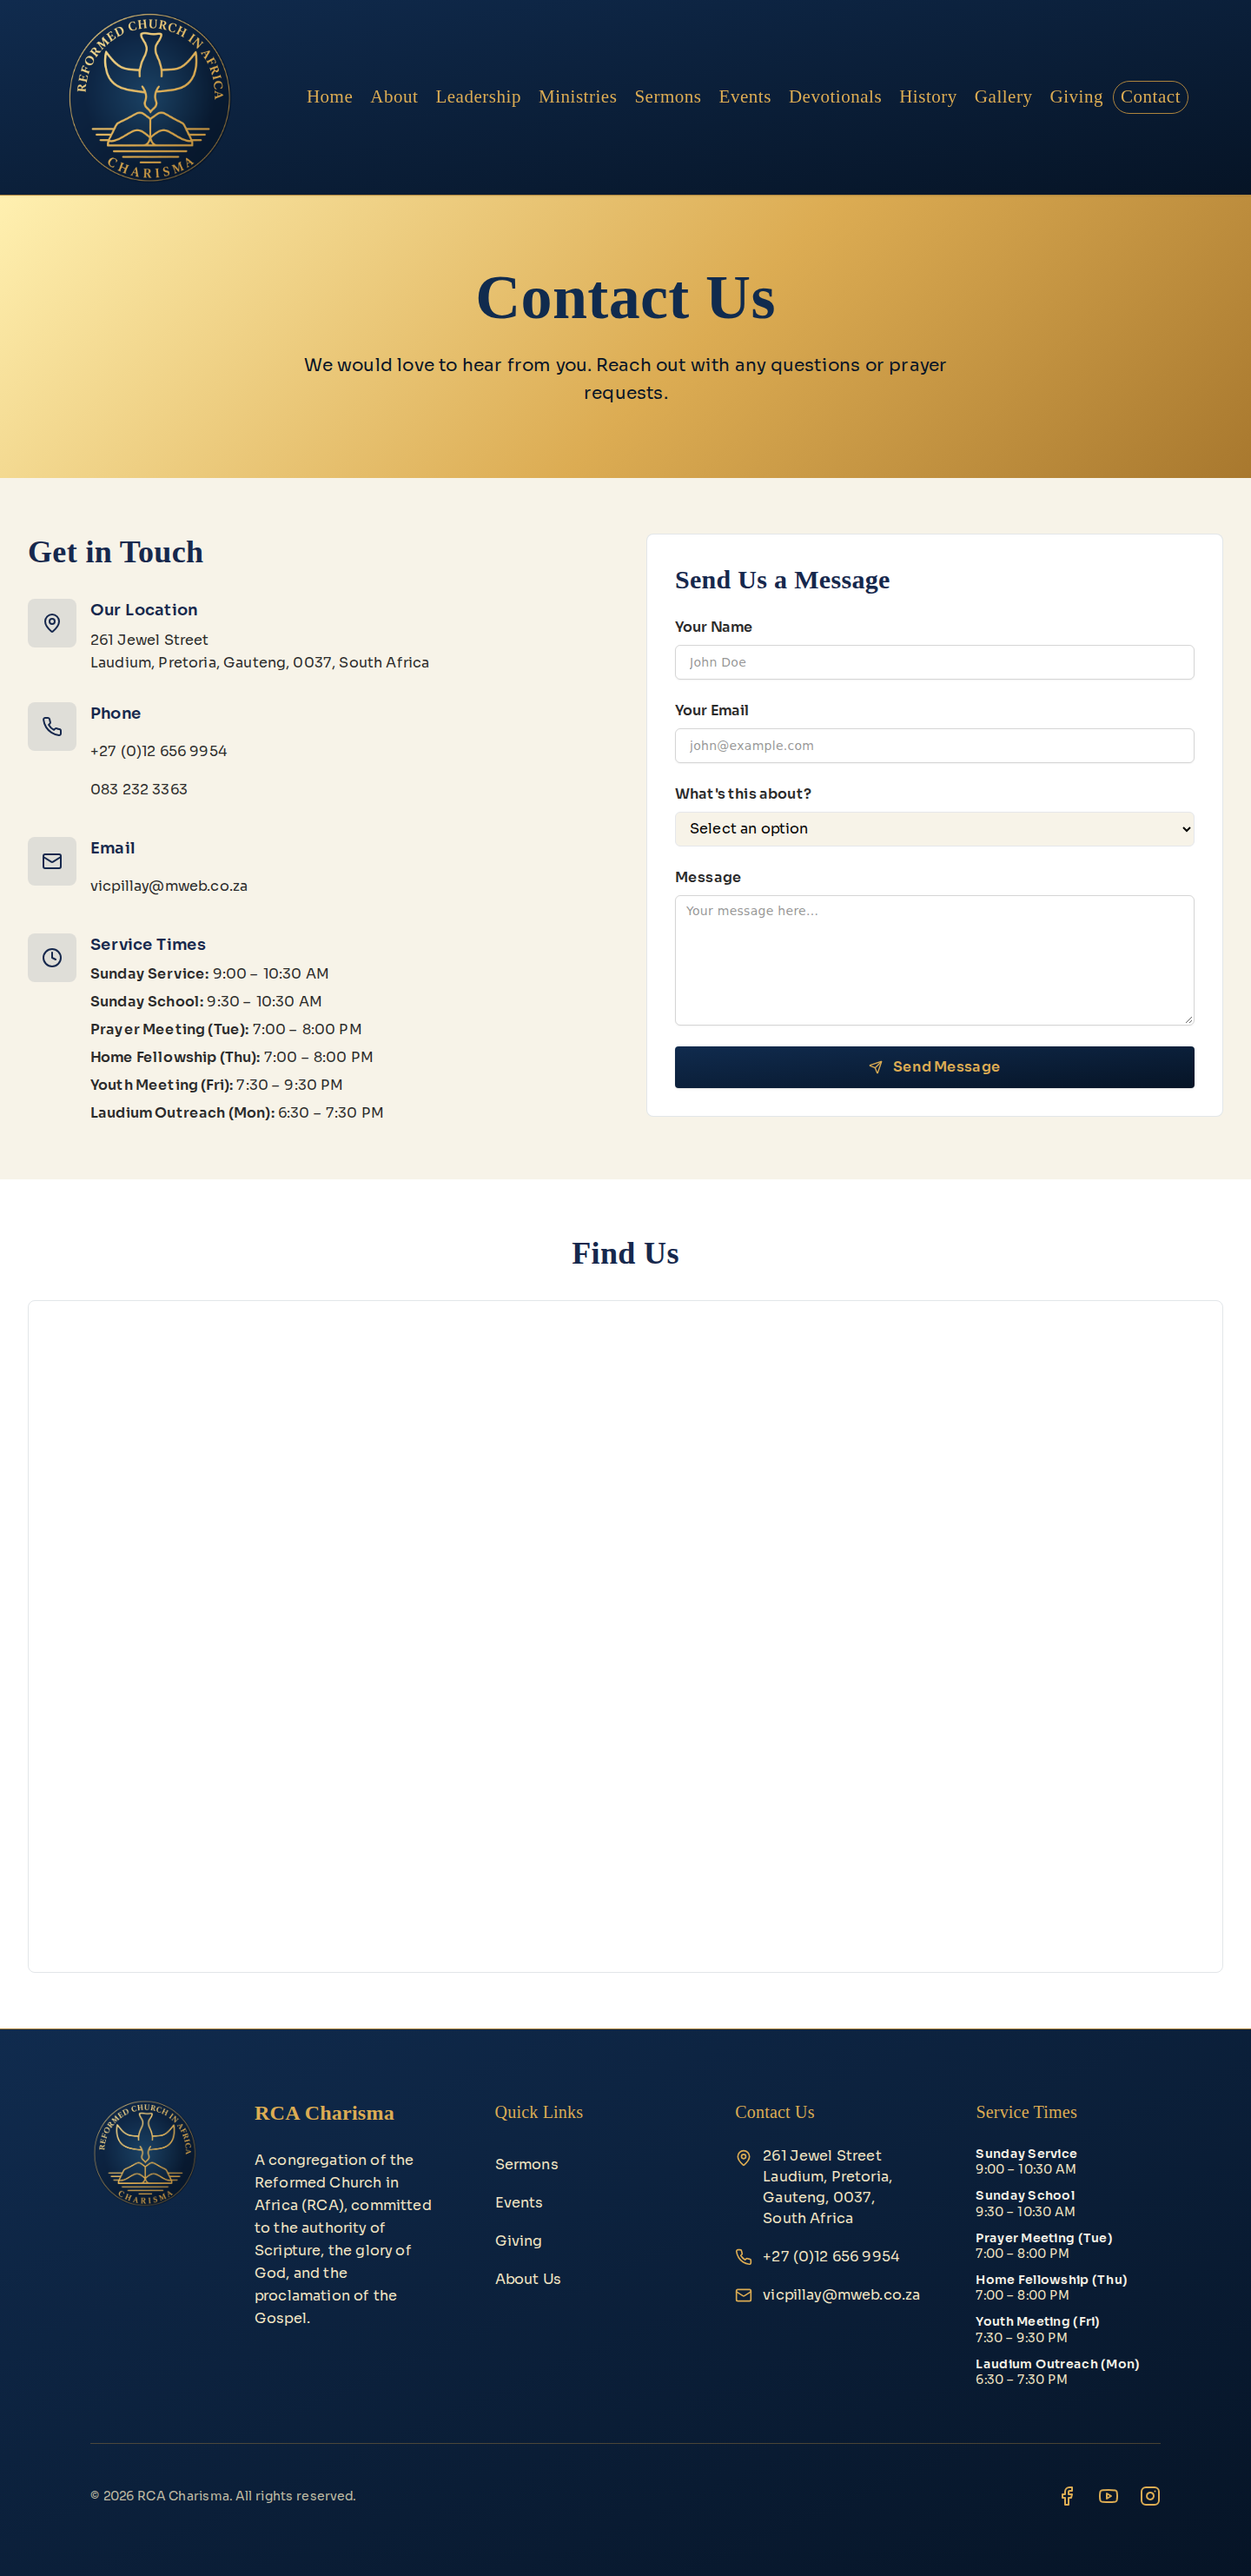 REFORMED CHURCH IN AFRICA
CHARISMA
Home About Leadership Ministries Sermons Events Devotionals History Gallery Giving Contact
Contact Us
We would love to hear from you. Reach out with any questions or prayer
requests.
Get in Touch
Our Location
261 Jewel Street
Laudium, Pretoria, Gauteng, 0037, South Africa
Phone
+27 (0)12 656 9954
083 232 3363
Email
vicpillay@mweb.co.za
Service Times
Sunday Service: 9:00 – 10:30 AM
Sunday School: 9:30 – 10:30 AM
Prayer Meeting (Tue): 7:00 – 8:00 PM
Home Fellowship (Thu): 7:00 – 8:00 PM
Youth Meeting (Fri): 7:30 – 9:30 PM
Laudium Outreach (Mon): 6:30 – 7:30 PM
Send Us a Message
Your Name
John Doe
Your Email
john@example.com
What's this about?
Select an option
Message
Your message here...
Send Message
Find Us
REFORMED CHURCH IN AFRICA
CHARISMA
RCA Charisma
A congregation of the
Reformed Church in
Africa (RCA), committed
to the authority of
Scripture, the glory of
God, and the
proclamation of the
Gospel.
Quick Links
Sermons
Events
Giving
About Us
Contact Us
261 Jewel Street
Laudium, Pretoria,
Gauteng, 0037,
South Africa
+27 (0)12 656 9954
vicpillay@mweb.co.za
Service Times
Sunday Service
9:00 – 10:30 AM
Sunday School
9:30 – 10:30 AM
Prayer Meeting (Tue)
7:00 – 8:00 PM
Home Fellowship (Thu)
7:00 – 8:00 PM
Youth Meeting (Fri)
7:30 – 9:30 PM
Laudium Outreach (Mon)
6:30 – 7:30 PM
© 2026 RCA Charisma. All rights reserved.